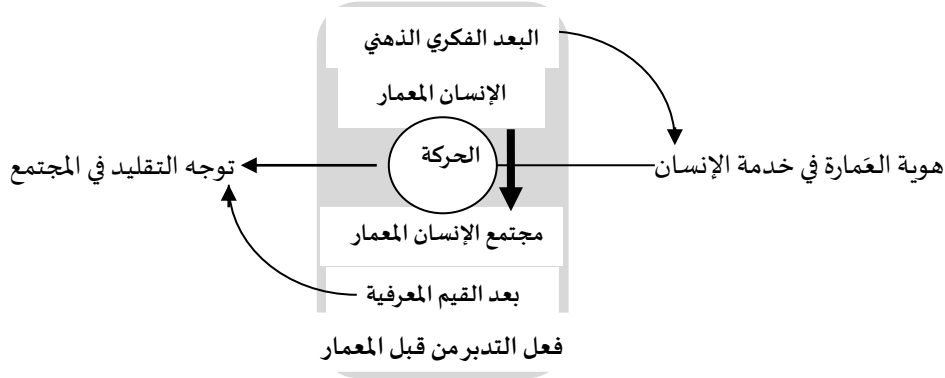 البعد الفكري الذهني
الإنسان المعمار
الحركة
هوية العَمارة في خدمة الإنسان
توجه التقليد في المجتمع
مجتمع الإنسان المعمار
بعد القيم المعرفية
فعل التدبر من قبل المعمار